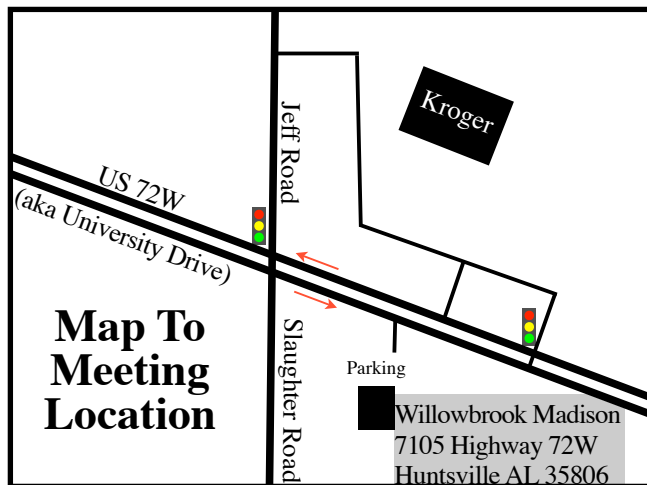 Jeff Road
Kroger
US 72W
(aka University Drive)
Map To
Meeting
Location
Slaughter Road
Parking
Willowbrook Madison
7105 Highway 72W
Huntsville AL 35806